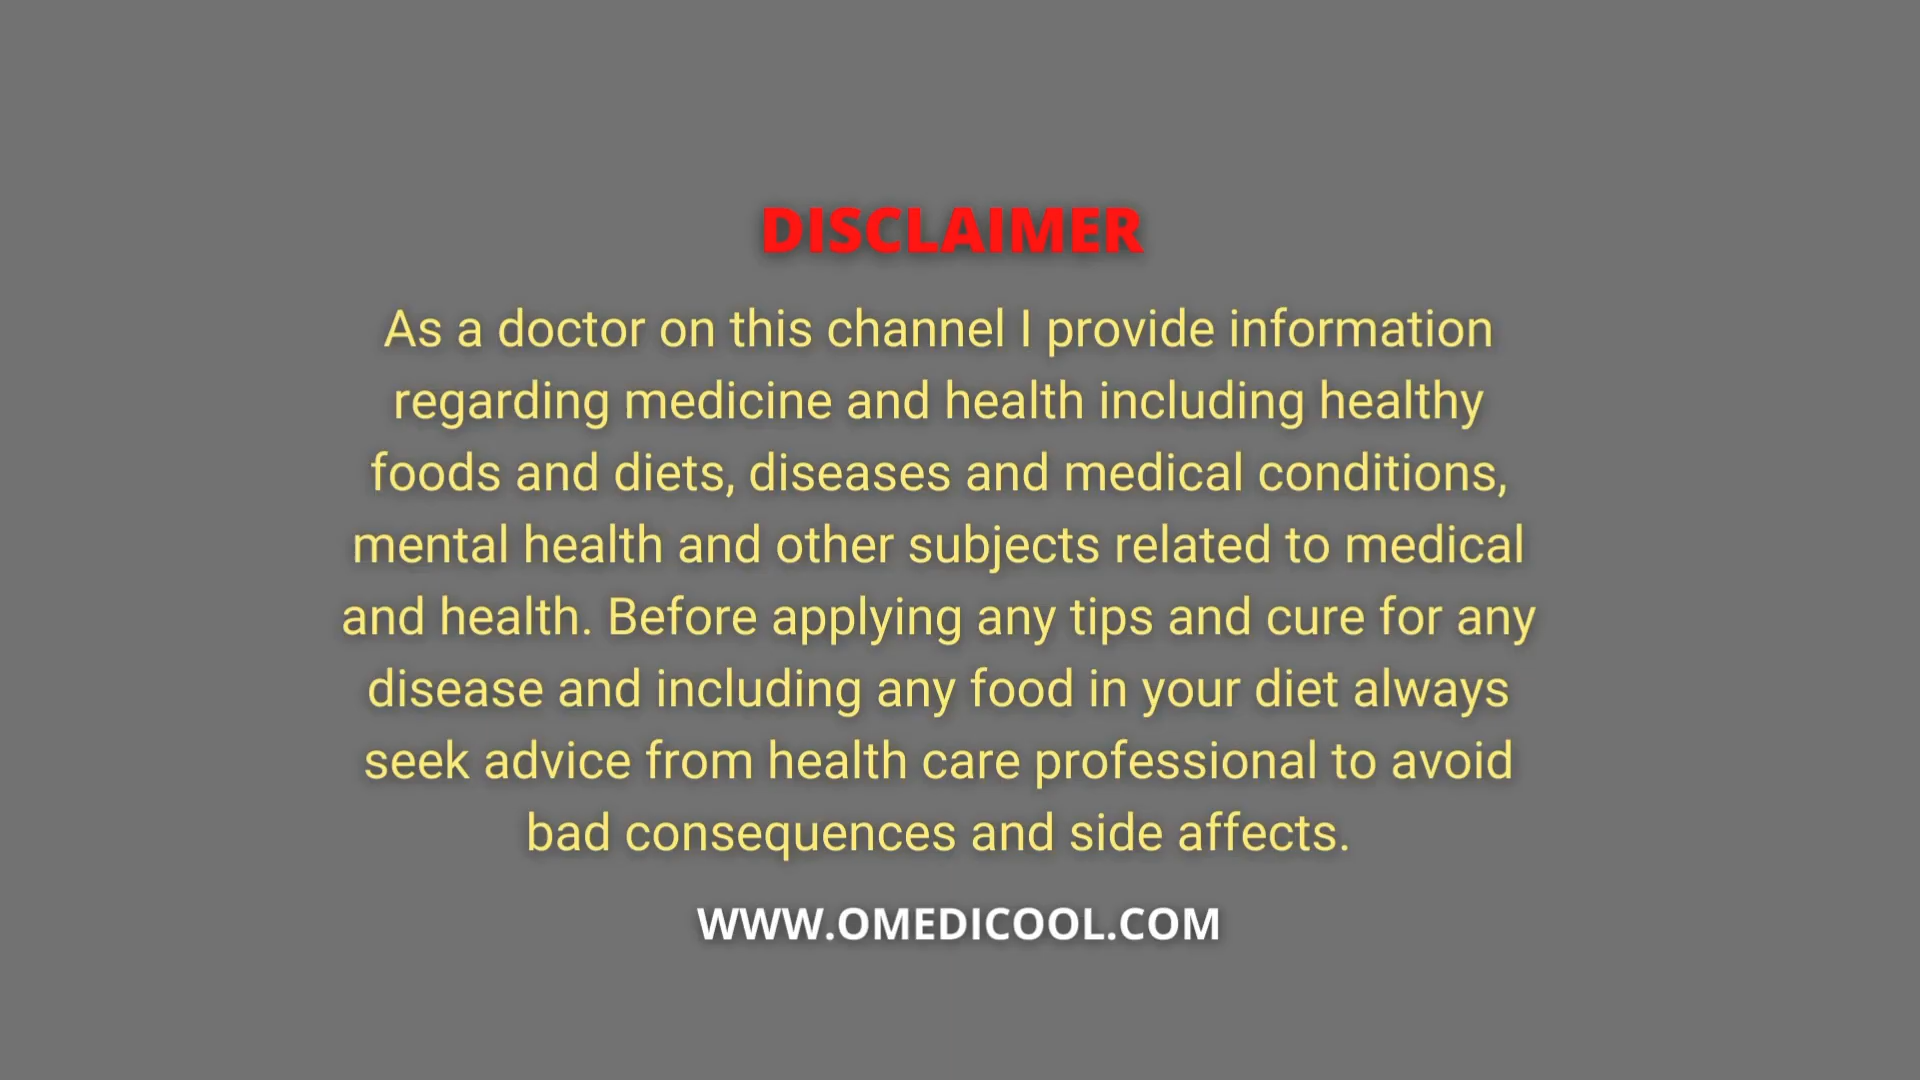 DISCLAIMER
As a doctor on this channel I provide information
regarding medicine and health including healthy
foods and diets, diseases and medical conditions,
mental health and other subjects related to medical
and health. Before applying any tips and cure for any
disease and including any food in your diet always
seek advice from health care professional to avoid
bad consequences and side affects.
WWW.OMEDICOOL.COM